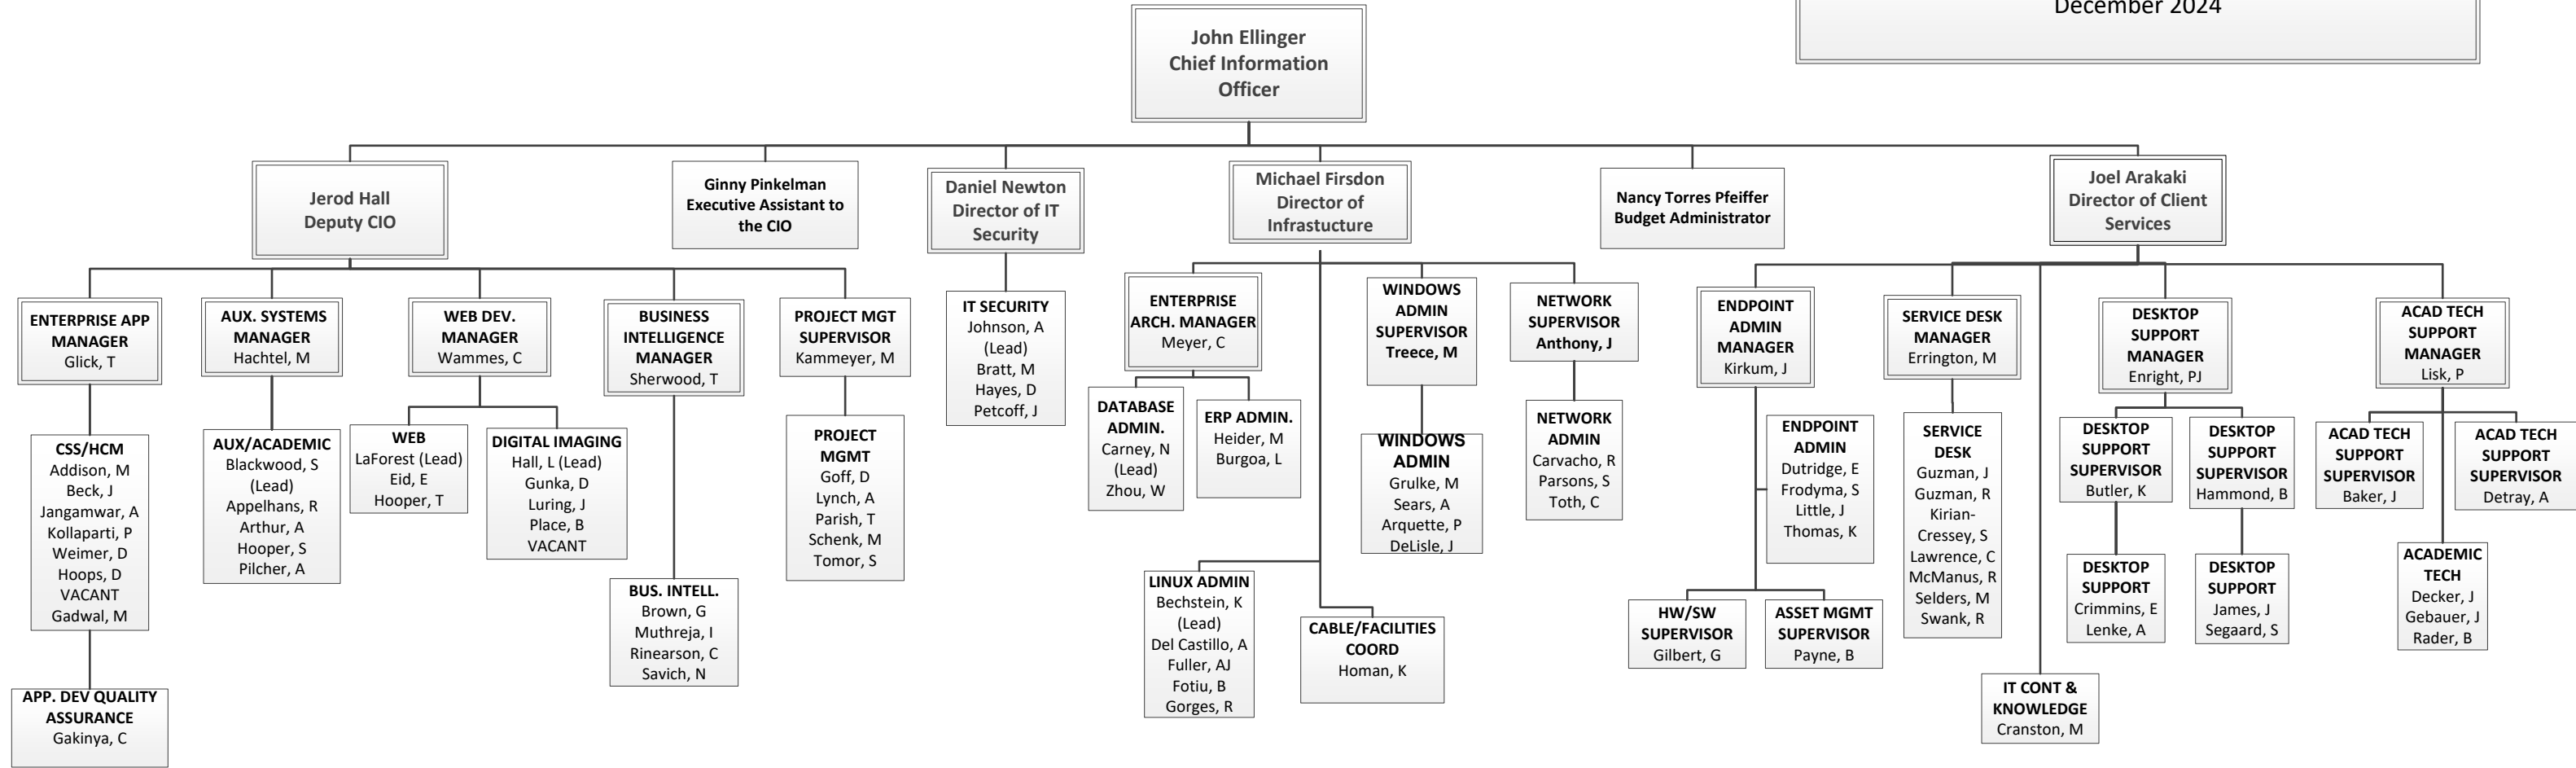 December 2024
John Ellinger
Chief Information
Officer
Jerod Hall
Deputy CIO
Ginny Pinkelman
Executive Assistant to
the CIO
Daniel Newton
Director of IT
Security
Michael Firsdon
Director of
Infrastucture
Nancy Torres Pfeiffer
Budget Administrator
Joel Arakaki
Director of Client
Services
ENTERPRISE APP
MANAGER
Glick, T
AUX. SYSTEMS
MANAGER
Hachtel, M
WEB DEV.
MANAGER
Wammes, C
BUSINESS
INTELLIGENCE
MANAGER
Sherwood, T
PROJECT MGT
SUPERVISOR
Kammeyer, M
IT SECURITY
Johnson, A
(Lead)
Bratt, M
Hayes, D
Petcoff, J
ENTERPRISE
ARCH. MANAGER
Meyer, C
WINDOWS
ADMIN
SUPERVISOR
Treece, M
NETWORK
SUPERVISOR
Anthony, J
ENDPOINT
ADMIN
MANAGER
Kirkum, J
SERVICE DESK
MANAGER
Errington, M
DESKTOP
SUPPORT
MANAGER
Enright, PJ
ACAD TECH
SUPPORT
MANAGER
Lisk, P
CSS/HCM
Addison, M
Beck, J
Jangamwar, A
Kollaparti, P
Weimer, D
Hoops, D
VACANT
Gadwal, M
AUX/ACADEMIC
Blackwood, S
(Lead)
Appelhans, R
Arthur, A
Hooper, S
Pilcher, A
WEB
LaForest (Lead)
Eid, E
Hooper, T
DIGITAL IMAGING
Hall, L (Lead)
Gunka, D
Luring, J
Place, B
VACANT
BUS. INTELL.
Brown, G
Muthreja, I
Rinearson, C
Savich, N
PROJECT
MGMT
Goff, D
Lynch, A
Parish, T
Schenk, M
Tomor, S
DATABASE
ADMIN.
Carney, N
(Lead)
Zhou, W
ERP ADMIN.
Heider, M
Burgoa, L
WINDOWS
ADMIN
Grulke, M
Sears, A
Arquette, P
DeLisle, J
NETWORK
ADMIN
Carvacho, R
Parsons, S
Toth, C
LINUX ADMIN
Bechstein, K
(Lead)
Del Castillo, A
Fuller, AJ
Fotiu, B
Gorges, R
CABLE/FACILITIES
COORD
Homan, K
ENDPOINT
ADMIN
Dutridge, E
Frodyma, S
Little, J
Thomas, K
HW/SW
SUPERVISOR
Gilbert, G
ASSET MGMT
SUPERVISOR
Payne, B
SERVICE
DESK
Guzman, J
Guzman, R
Kirian-
Cressey, S
Lawrence, C
McManus, R
Selders, M
Swank, R
IT CONT &
KNOWLEDGE
Cranston, M
DESKTOP
SUPPORT
SUPERVISOR
Butler, K
DESKTOP
SUPPORT
SUPERVISOR
Hammond, B
DESKTOP
SUPPORT
Crimmins, E
Lenke, A
DESKTOP
SUPPORT
James, J
Segaard, S
ACAD TECH
SUPPORT
SUPERVISOR
Baker, J
ACAD TECH
SUPPORT
SUPERVISOR
Detray, A
ACADEMIC
TECH
Decker, J
Gebauer, J
Rader, B
APP. DEV QUALITY
ASSURANCE
Gakinya, C